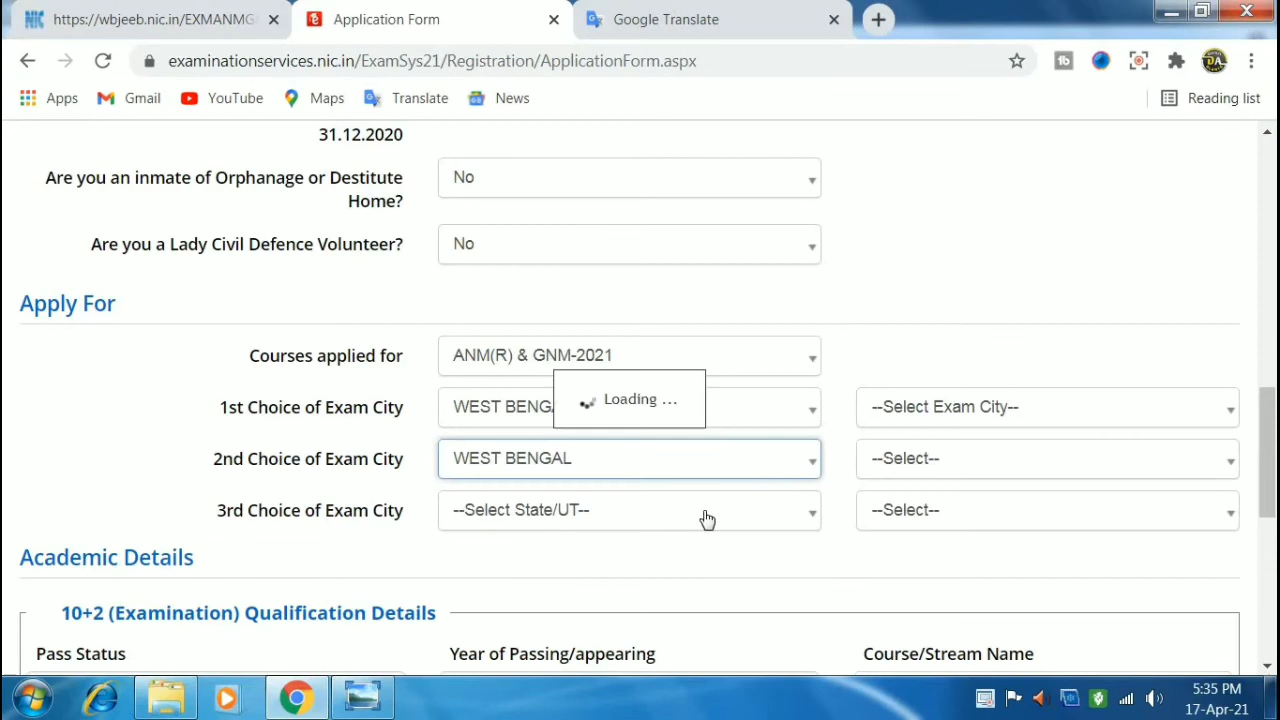 https://wbjeeb.nic.in/EXMANMG
Application Form
Google Translate
examinationservices.nic.in/ExamSys21/Registration/ApplicationForm.aspx
Apps
Gmail
YouTube
Maps
Translate
News
Reading list
31.12.2020
Are you an inmate of Orphanage or Destitute
Home?
No
Are you a Lady Civil Defence Volunteer?
No
Apply For
Courses applied for
ANM(R) & GNM-2021
Loading ...
1st Choice of Exam City
WEST BENGA
--Select Exam City--
2nd Choice of Exam City
WEST BENGAL
--Select--
3rd Choice of Exam City
--Select State/UT--
--Select--
Academic Details
10+2 (Examination) Qualification Details
Pass Status
Year of Passing/appearing
Course/Stream Name
5:35 PM
17-Apr-21